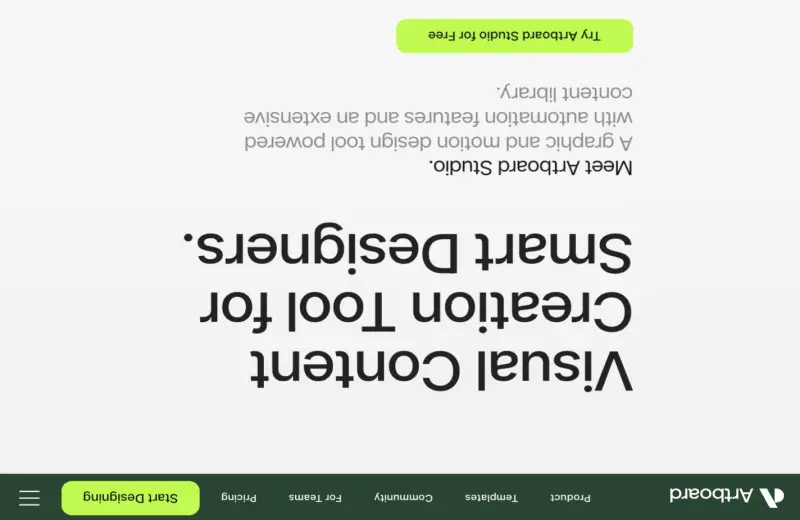 Artboard
Product
Templates
Community
For Teams
Pricing
Start Designing
Visual Content
Creation Tool for
Smart Designers.
Meet Artboard Studio.
A graphic and motion design tool powered
with automation features and an extensive
content library.
Try Artboard Studio for Free